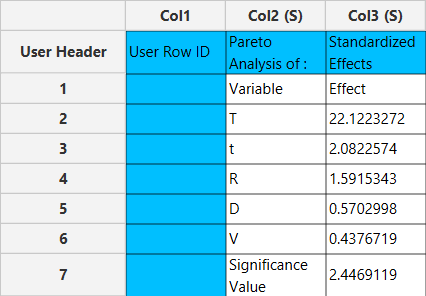 Col1 Col2 (S) Col3 (S)
User Header User Row ID Pareto Analysis of : Standardized Effects
1 Variable Effect
2 T 22.1223272
3 t 2.0822574
4 R 1.5915343
5 D 0.5702998
6 V 0.4376719
7 Significance Value 2.4469119